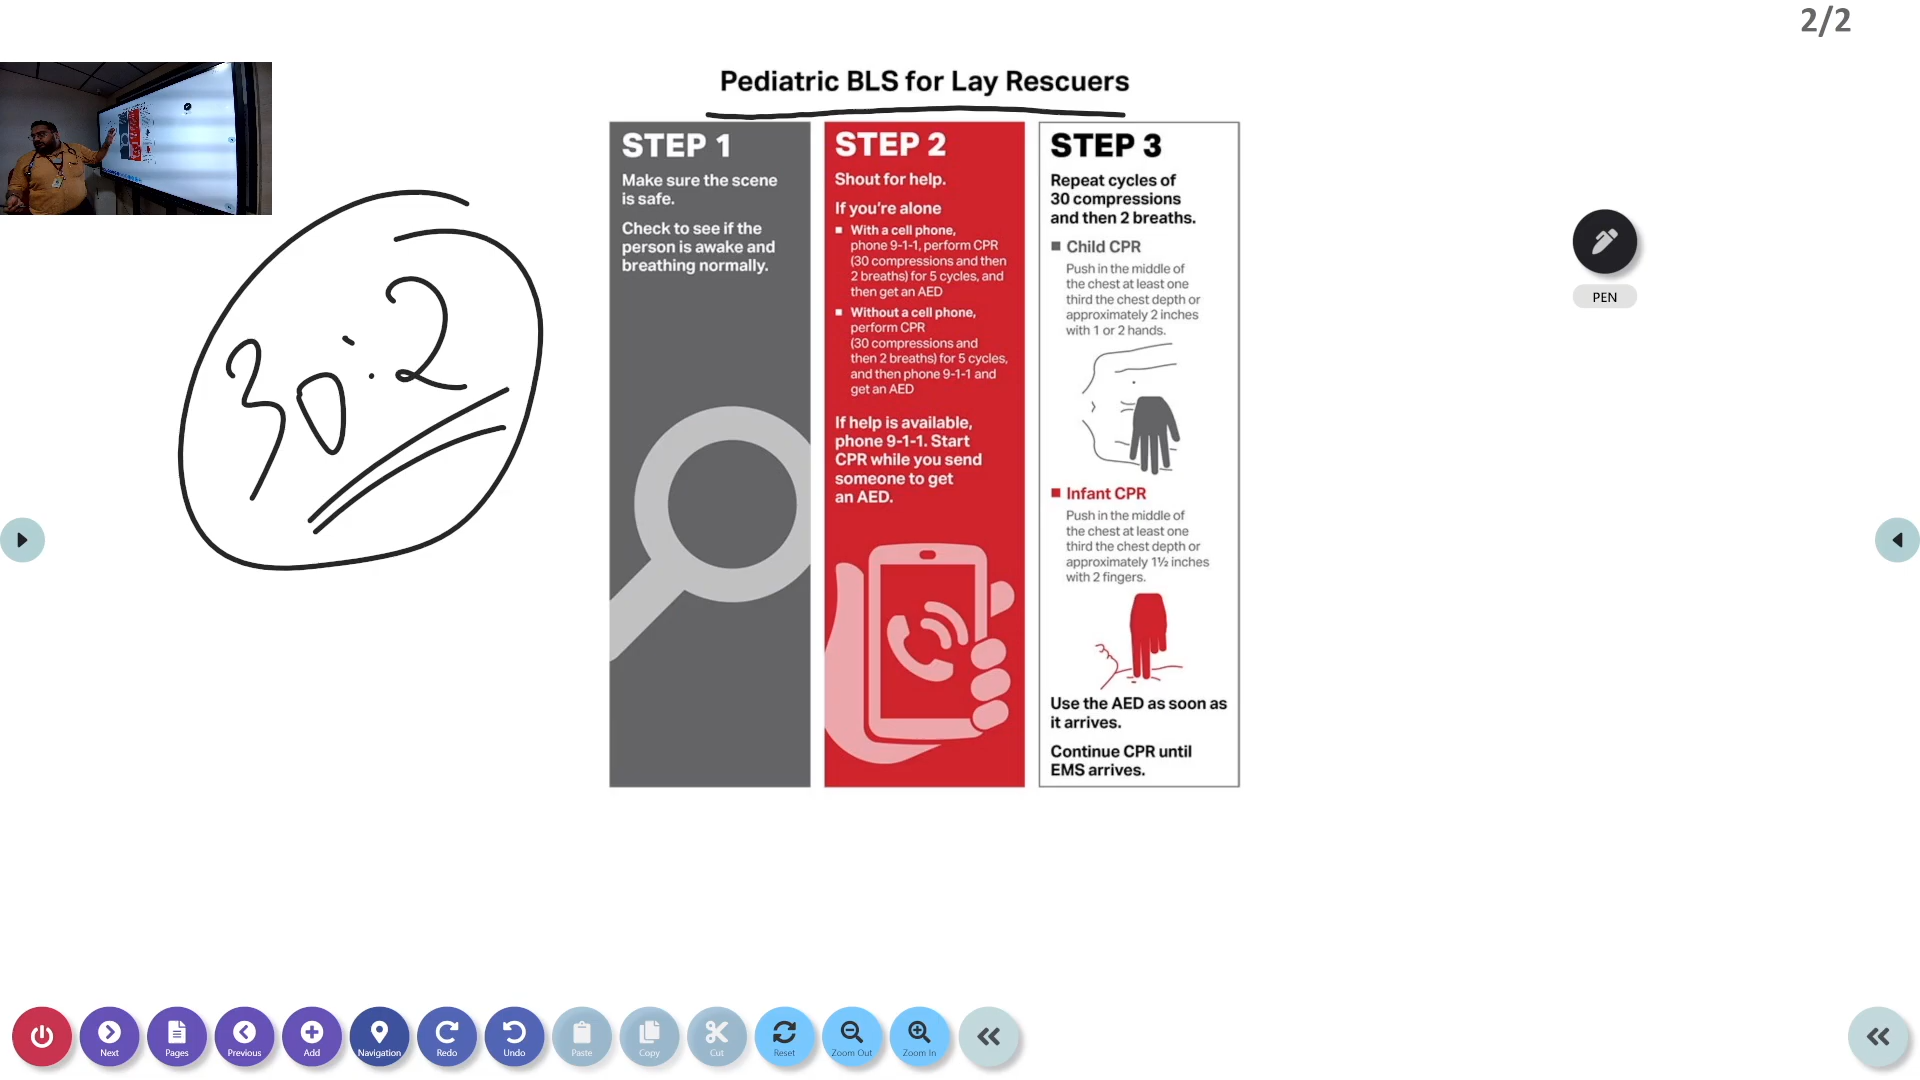 2/2
Pediatric BLS for Lay Rescuers
STEP 1
Make sure the scene
is safe.
Check to see if the
person is awake and
breathing normally.
STEP 2
Shout for help.
If you're alone
With a cell phone,
phone 9-1-1, perform CPR
(30 compressions and then
2 breaths) for 5 cycles, and
then get an AED
Without a cell phone,
perform CPR
(30 compressions and
then 2 breaths) for 5 cycles,
and then phone 9-1-1 and
get an AED
If help is available,
phone 9-1-1. Start
CPR while you send
someone to get
an AED.
STEP 3
Repeat cycles of
30 compressions
and then 2 breaths.
Child CPR
Push in the middle of
the chest at least one
third the chest depth or
approximately 2 inches
with 1 or 2 hands.
Infant CPR
Push in the middle of
the chest at least one
third the chest depth or
approximately 1½ inches
with 2 fingers.
Use the AED as soon as
it arrives.
Continue CPR until
EMS arrives.
30:2
PEN
Next
Pages
Previous
Add
Navigation
Redo
Undo
Paste
Copy
Cut
Reset
Zoom Out
Zoom In